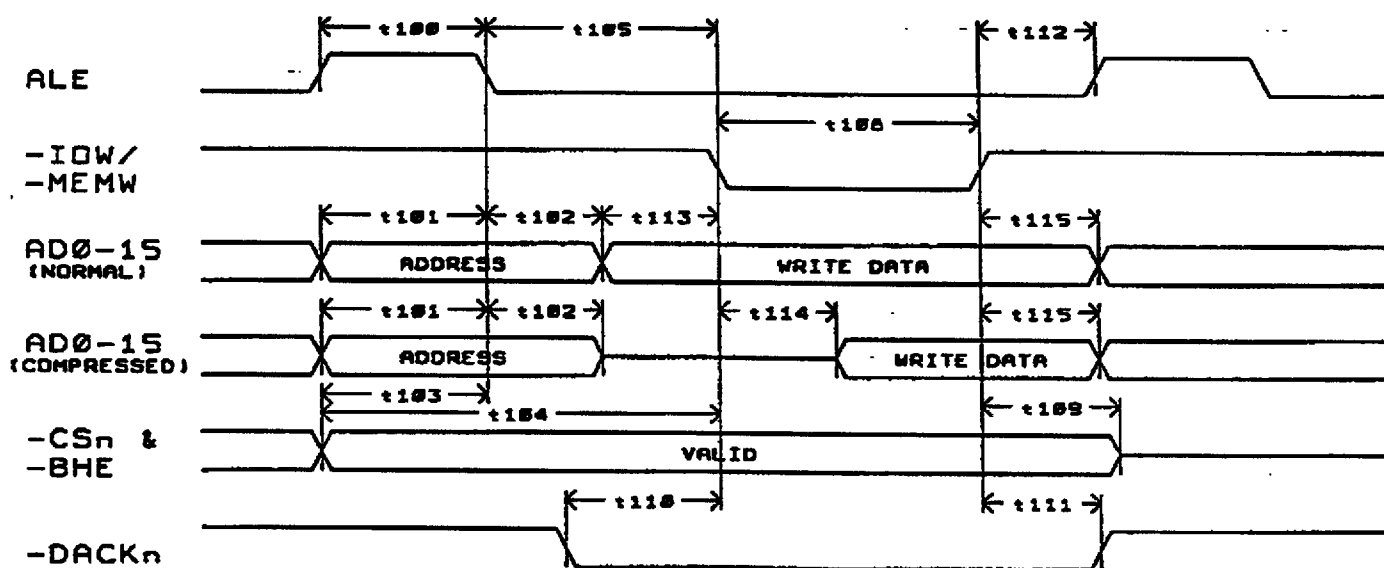 t100 t105 t112
ALE
t108
-IOW/
-MEMW
t101 t102 t113 t115
AD0-15
(NORMAL)
ADDRESS WRITE DATA
t101 t102 t114 t115
AD0-15
(COMPRESSED)
ADDRESS WRITE DATA
t103
t104 t109
-CSn &
-BHE
VALID
t110 t111
-DACKn